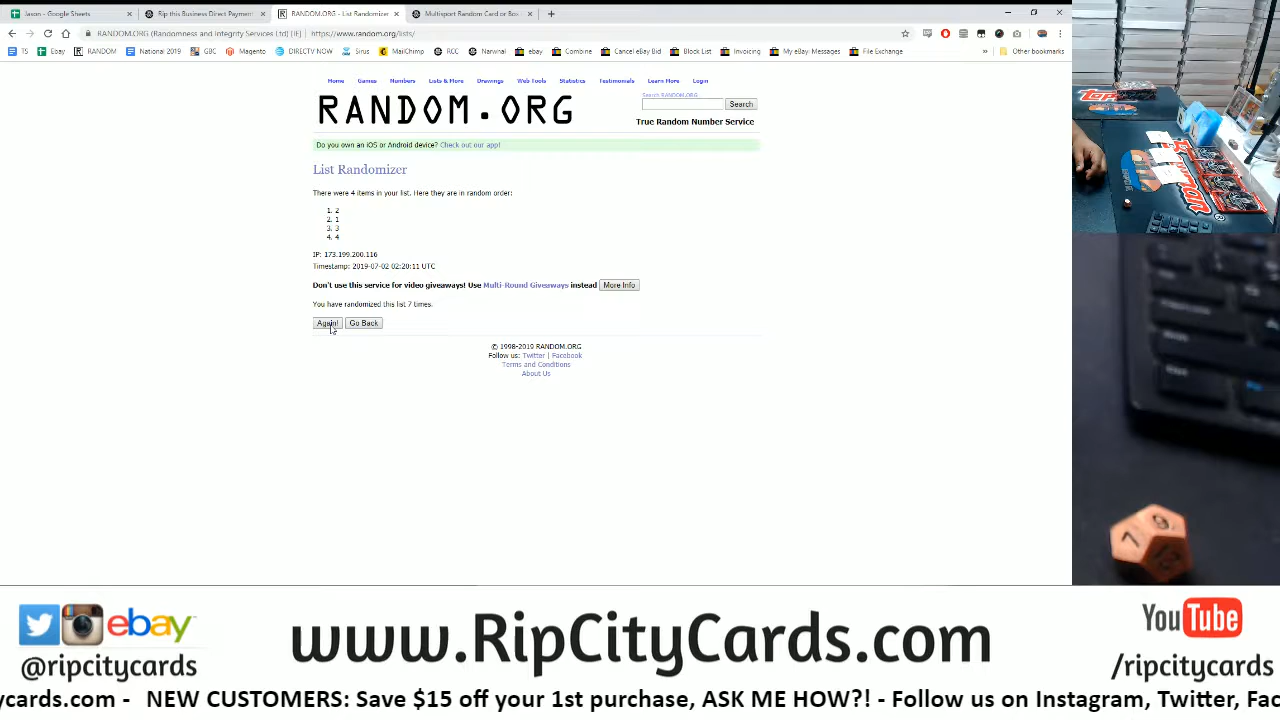 Jason - Google Sheets
Rip this Business Direct Payment
RANDOM.ORG - List Randomizer
Multisport Random Card or Box
RANDOM.ORG (Randomness and Integrity Services Ltd) [IE] | https://www.random.org/lists/
TS Ebay RANDOM National 2019 GBC Magento DIRECTV NOW Sirus MailChimp RCC Narwhal ebay Combine Cancel eBay Bid Block List Invoicing My eBay: Messages File Exchange » Other bookmarks
Home Games Numbers Lists & More Drawings Web Tools Statistics Testimonials Learn More Login
RANDOM.ORG
Search RANDOM.ORG
Search
True Random Number Service
Do you own an iOS or Android device? Check out our app!
List Randomizer
There were 4 items in your list. Here they are in random order:
1. 2
2. 1
3. 3
4. 4
IP: 173.199.200.116
Timestamp: 2019-07-02 02:20:11 UTC
Don't use this service for video giveaways! Use Multi-Round Giveaways instead More Info
You have randomized this list 7 times.
Again! Go Back
© 1998-2019 RANDOM.ORG
Follow us: Twitter | Facebook
Terms and Conditions
About Us
7
ebay
@ripcitycards
www.RipCityCards.com
YouTube
/ripcitycards
ycards.com - NEW CUSTOMERS: Save $15 off your 1st purchase, ASK ME HOW?! - Follow us on Instagram, Twitter, Fac